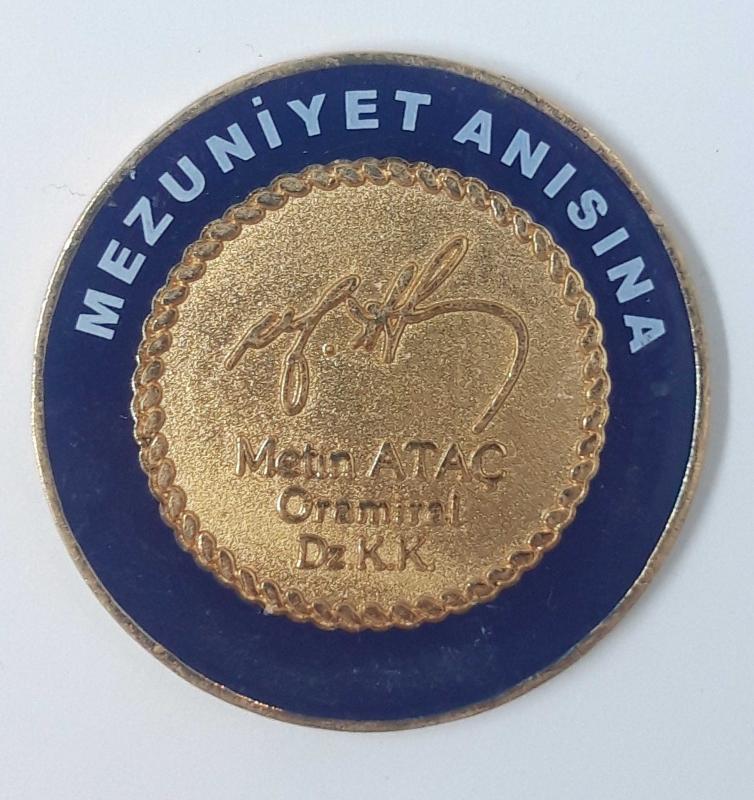 MEZUNİYET ANISINA
Metin ATAÇ
Oramiral
Dz.K.K.